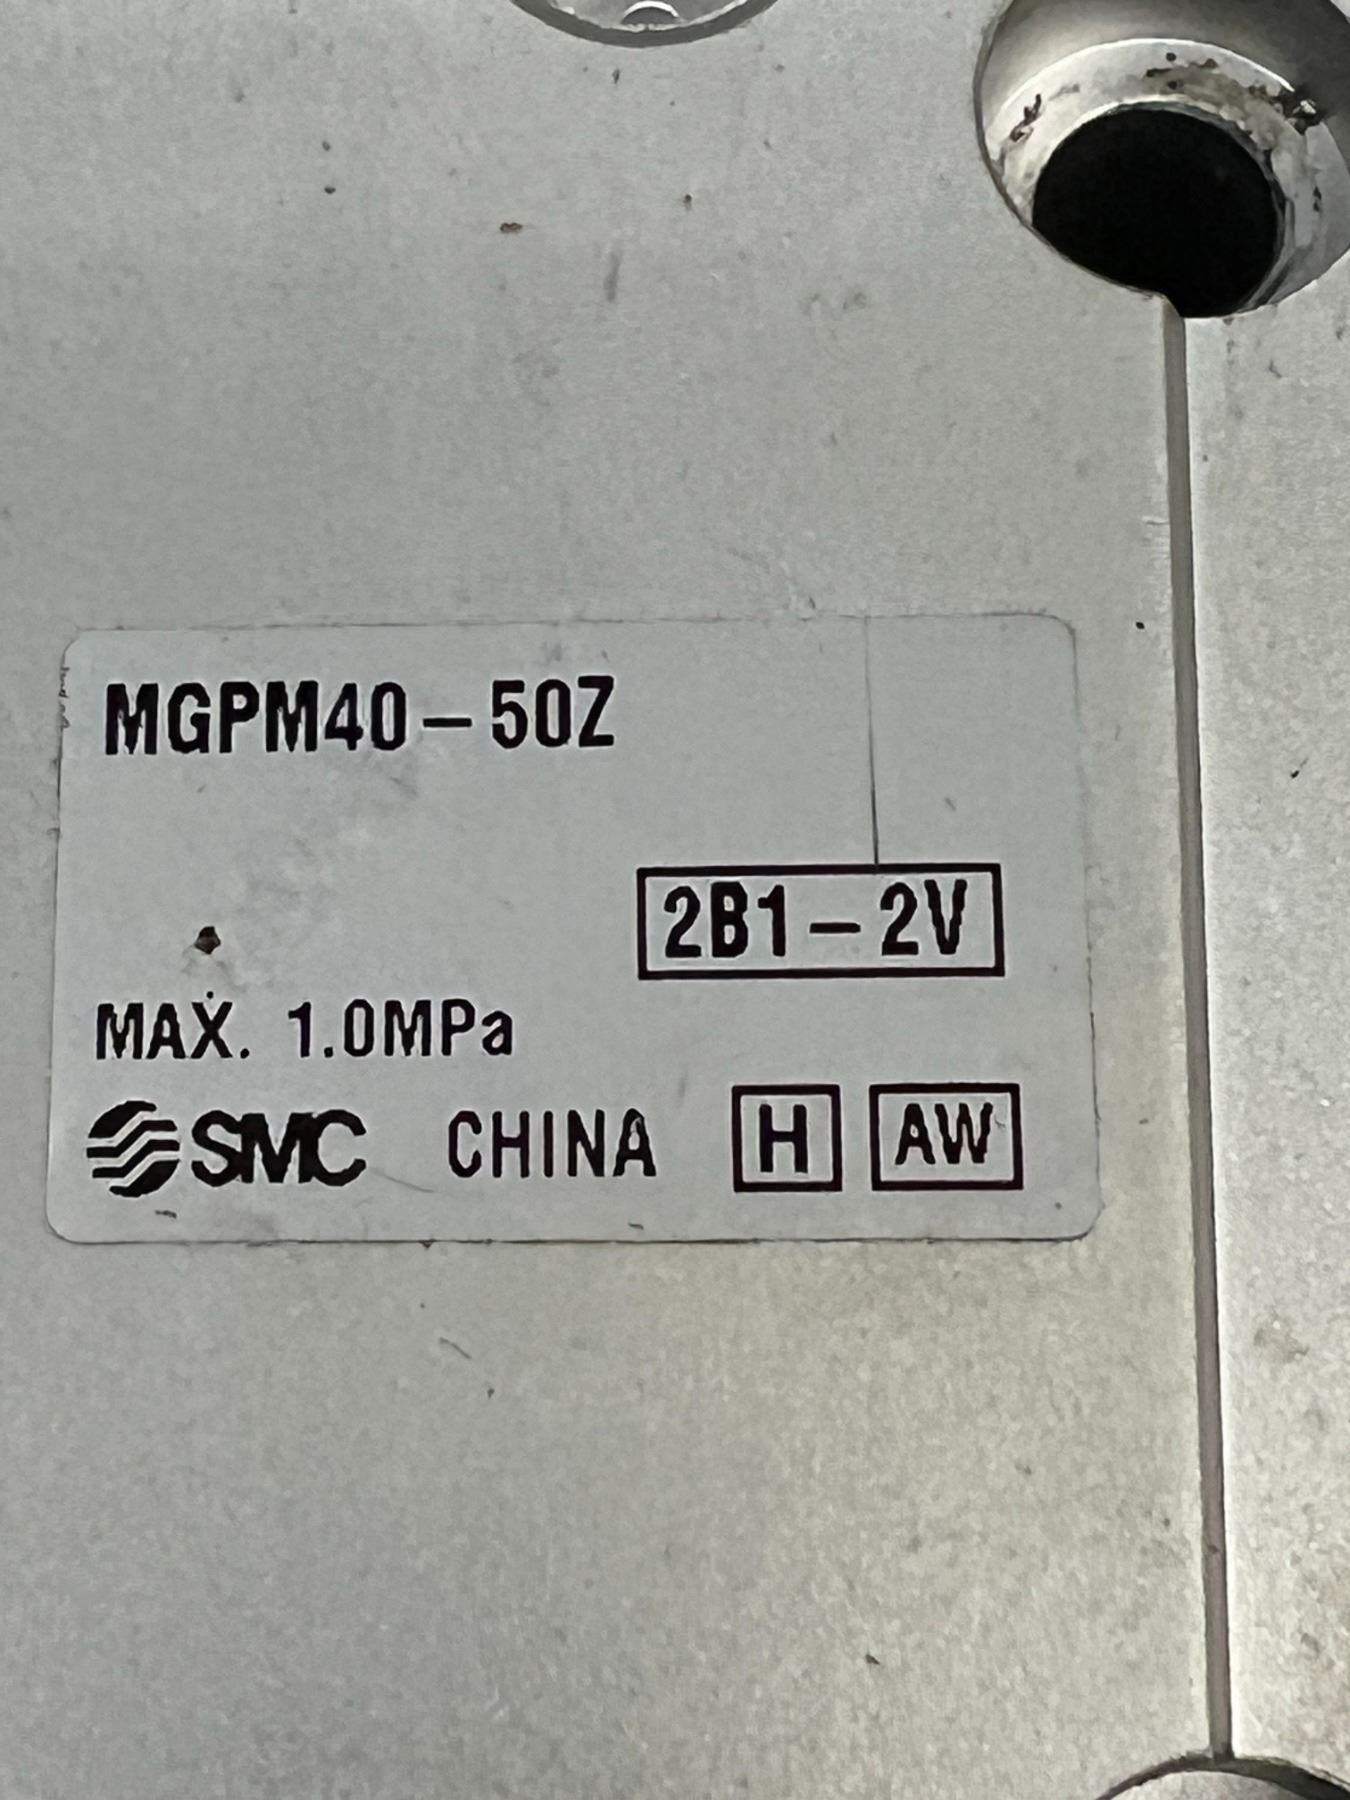 MGPM40-50Z
2B1-2V
MAX. 1.0MPa
SMC CHINA H AW